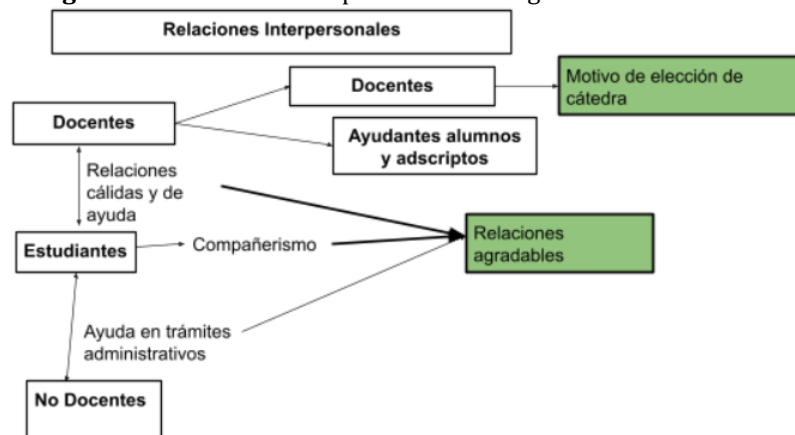 Relaciones Interpersonales
Docentes
Motivo de elección de
cátedra
Docentes
Ayudantes alumnos
y adscriptos
Relaciones
cálidas y de
ayuda
Estudiantes
Compañerismo
Relaciones
agradables
Ayuda en trámites
administrativos
No Docentes